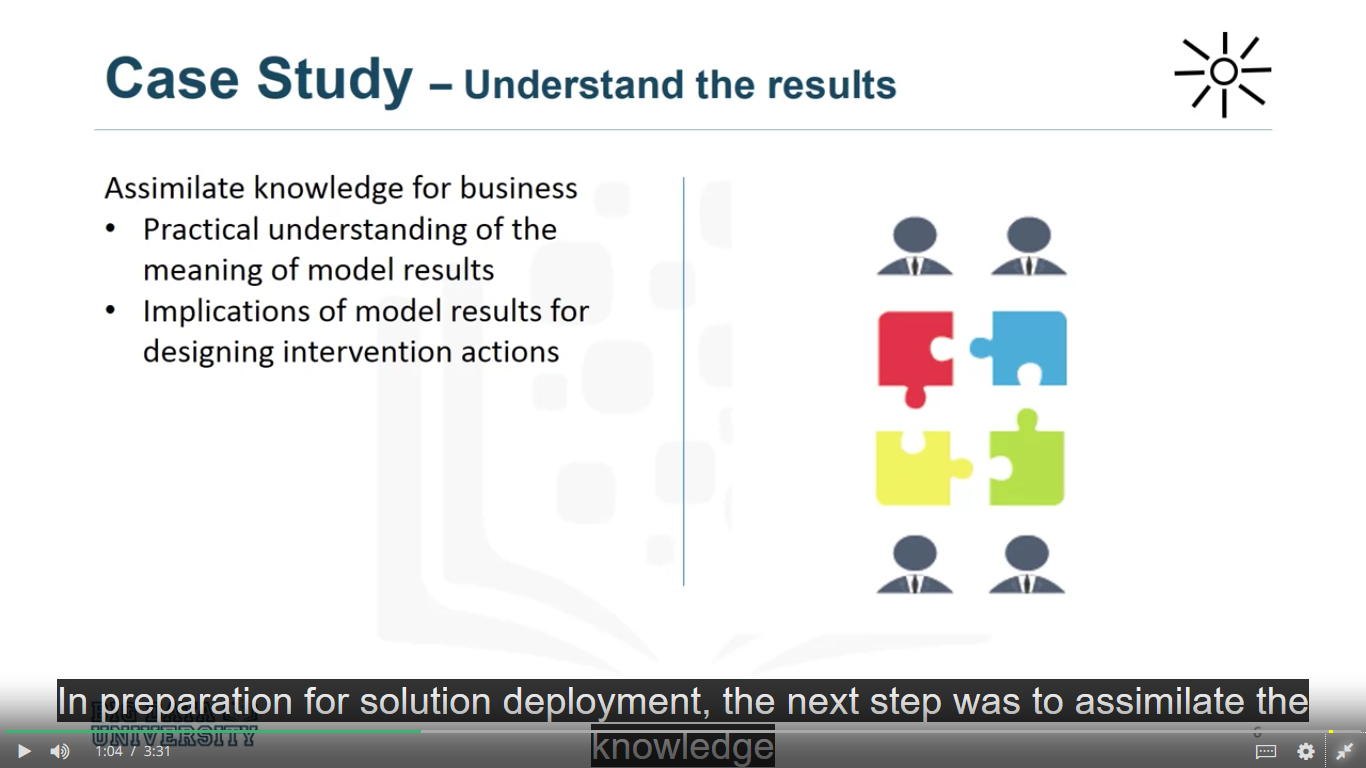 Case Study – Understand the results
Assimilate knowledge for business
• Practical understanding of the
meaning of model results
• Implications of model results for
designing intervention actions
In preparation for solution deployment, the next step was to assimilate the
knowledge
UNIVERSITY
1:04 / 3:31